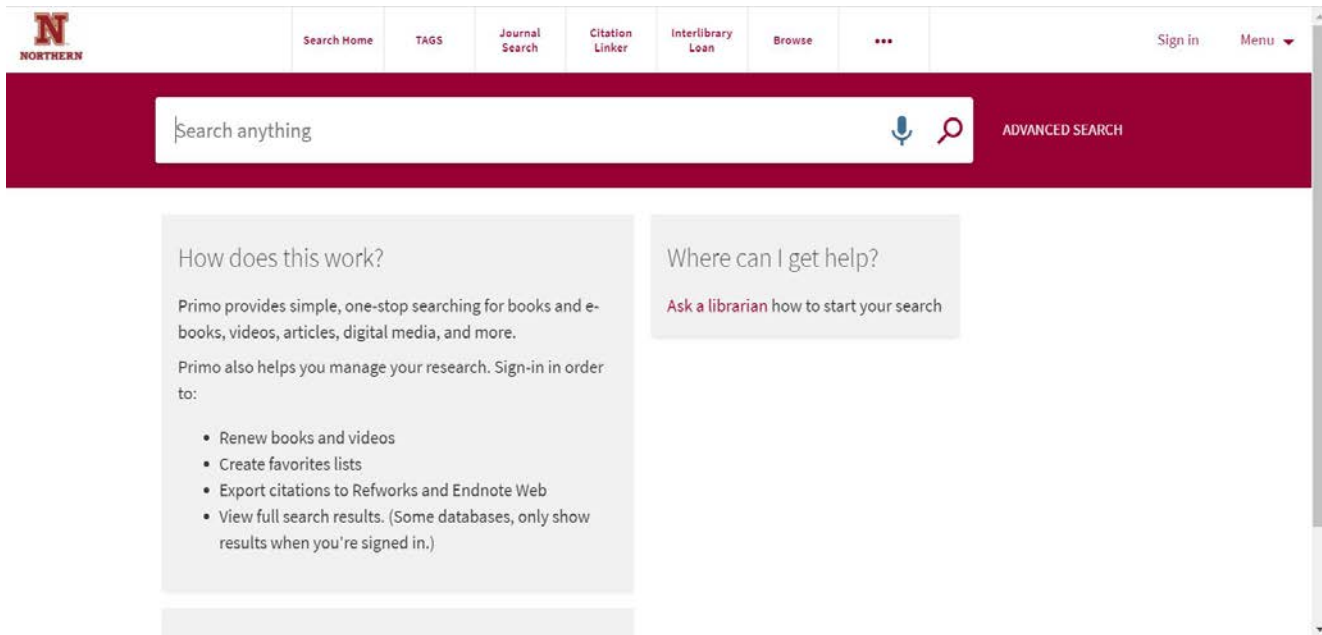 N
NORTHERN
Search Home
TAGS
Journal
Search
Citation
Linker
Interlibrary
Loan
Browse
•••
Sign in
Menu
Search anything
ADVANCED SEARCH
How does this work?
Primo provides simple, one-stop searching for books and e-
books, videos, articles, digital media, and more.
Primo also helps you manage your research. Sign-in in order
to:
• Renew books and videos
• Create favorites lists
• Export citations to Refworks and Endnote Web
• View full search results. (Some databases, only show
results when you're signed in.)
Where can I get help?
Ask a librarian how to start your search